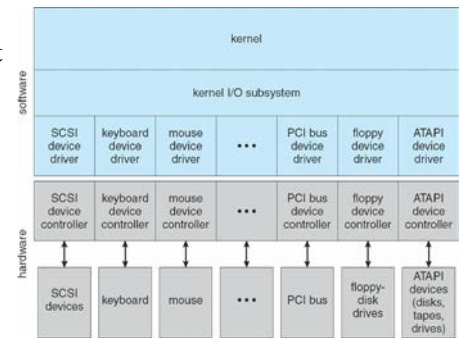 t
kernel
kernel I/O subsystem
software
SCSI
device
driver
keyboard
device
driver
mouse
device
driver
•••
PCI bus
device
driver
floppy
device
driver
ATAPI
device
driver
hardware
SCSI
device
controller
keyboard
device
controller
mouse
device
controller
•••
PCI bus
device
controller
floppy
device
controller
ATAPI
device
controller
SCSI
devices
keyboard
mouse
•••
PCI bus
floppy-
disk
drives
ATAPI
devices
(disks,
tapes,
drives)